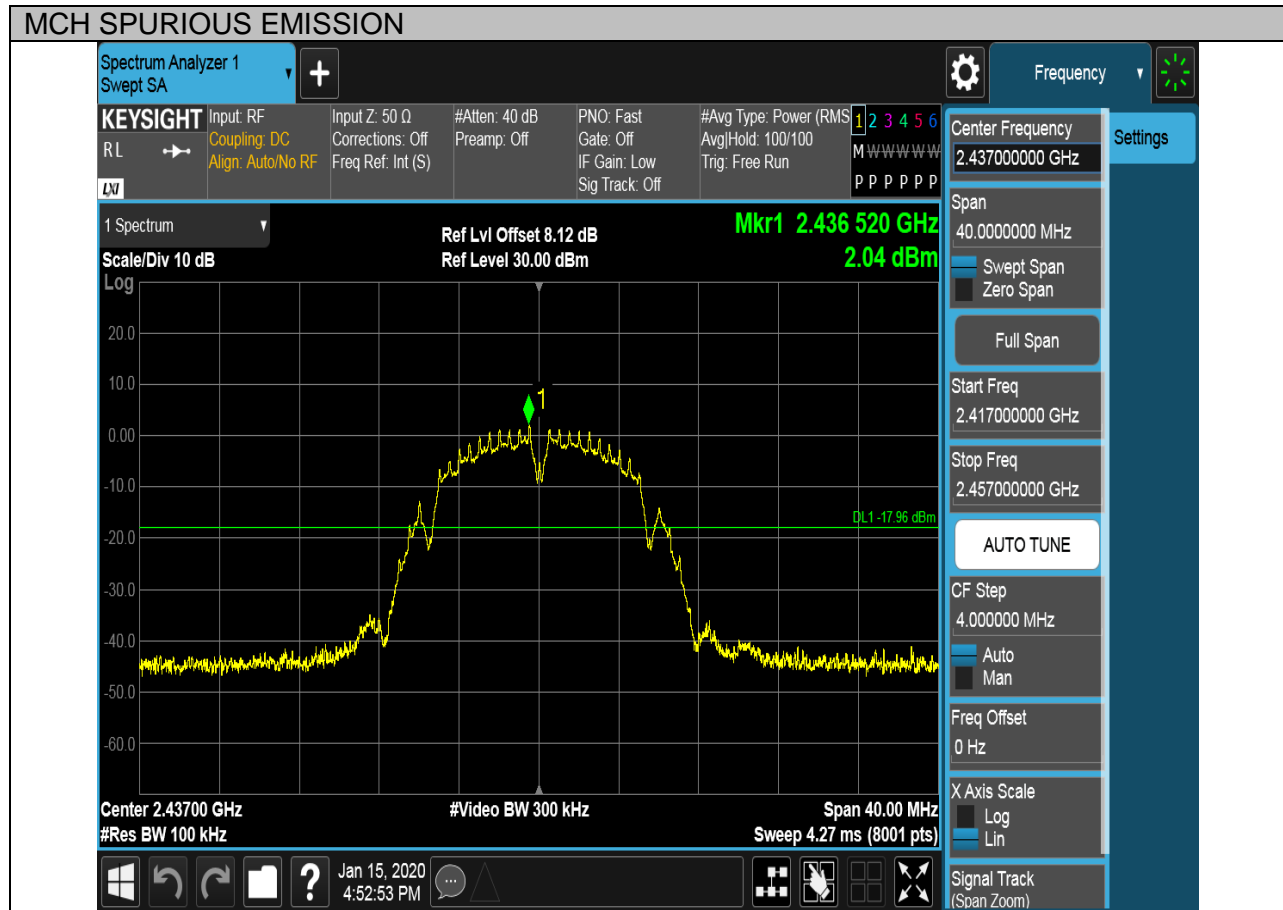 MCH SPURIOUS EMISSION
Spectrum Analyzer 1
Swept SA
+
Frequency
KEYSIGHT
RL
LXI
Input: RF
Coupling: DC
Align: Auto/No RF
Input Z: 50 Ω
Corrections: Off
Freq Ref: Int (S)
#Atten: 40 dB
Preamp: Off
PNO: Fast
Gate: Off
IF Gain: Low
Sig Track: Off
#Avg Type: Power (RMS
Avg|Hold: 100/100
Trig: Free Run
1 2 3 4 5 6
M W W W W W
P P P P P P
1 Spectrum
Scale/Div 10 dB
Log
Ref Lvl Offset 8.12 dB
Ref Level 30.00 dBm
Mkr1 2.436 520 GHz
2.04 dBm
20.0
10.0
0.00
-10.0
-20.0
-30.0
-40.0
-50.0
-60.0
1
DL1 -17.96 dBm
Center 2.43700 GHz
#Res BW 100 kHz
#Video BW 300 kHz
Span 40.00 MHz
Sweep 4.27 ms (8001 pts)
Settings
Center Frequency
2.437000000 GHz
Span
40.0000000 MHz
Swept Span
Zero Span
Full Span
Start Freq
2.417000000 GHz
Stop Freq
2.457000000 GHz
AUTO TUNE
CF Step
4.000000 MHz
Auto
Man
Freq Offset
0 Hz
X Axis Scale
Log
Lin
Signal Track
(Span Zoom)
?
Jan 15, 2020
4:52:53 PM